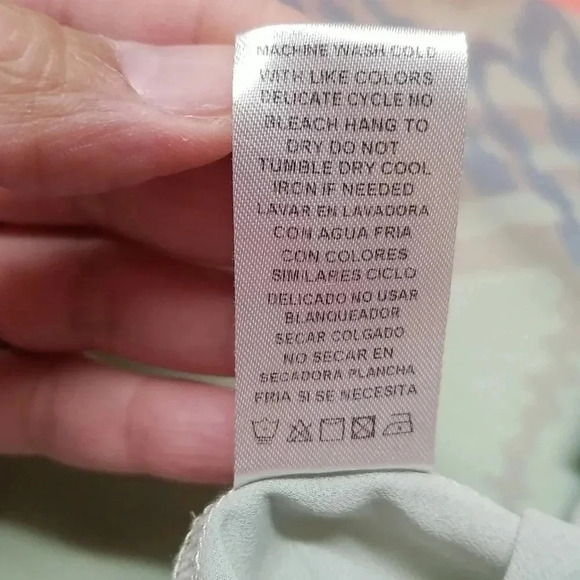 MACHINE WASH COLD
WITH LIKE COLORS
DELICATE CYCLE NO
BLEACH HANG TO
DRY DO NOT
TUMBLE DRY COOL
IRON IF NEEDED
LAVAR EN LAVADORA
CON AGUA FRIA
CON COLORES
SIMILARES CICLO
DELICADO NO USAR
BLANQUEADOR
SECAR COLGADO
NO SECAR EN
SECADORA PLANCHA
FRIA SI SE NECESITA